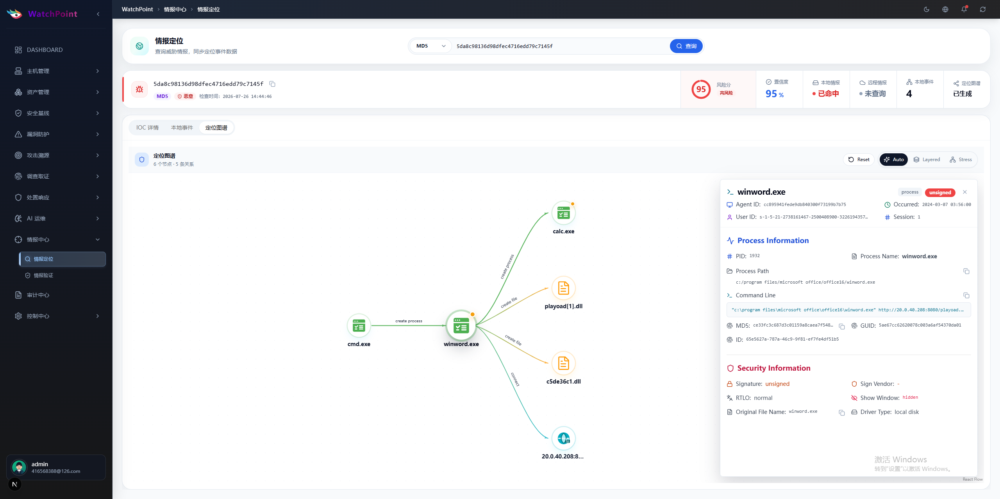 WatchPoint
WatchPoint › 情报中心 › 情报定位
DASHBOARD
主机管理
资产管理
安全基线
漏洞防护
攻击溯源
调查取证
处置响应
AI 运维
情报中心
情报定位
情报验证
审计中心
控制中心
admin
416568388@126.com
N
情报定位
查询威胁情报，同步定位事件数据
MD5
5da8c98136d98dfec4716edd79c7145f
查询
5da8c98136d98dfec4716edd79c7145f
MD5 恶意 检查时间: 2026-07-26 14:44:46
95
风险分
高风险
置信度
95 %
本地情报
已命中
远程情报
未查询
本地事件
4
定位图谱
已生成
IOC 详情 本地事件 定位图谱
定位图谱
6 个节点 · 5 条关系
Reset
Auto
Layered
Stress
calc.exe
create process
playoad[1].dll
create file
cmd.exe
create process
winword.exe
create file
c5de36c1.dll
connect
20.0.40.208:8...
winword.exe
process
unsigned
Agent ID: cc895941fede9db840300f73199b7b75
Occurred: 2024-03-07 03:56:00
User ID: s-1-5-21-2738161467-2500408900-3226194357...
Session: 1
Process Information
PID: 1932
Process Name: winword.exe
Process Path
c:/program files/microsoft office/office16/winword.exe
Command Line
"c:\program files\microsoft office\office16\winword.exe" http://20.0.40.208:8080/playoad...
MD5: ce33fc3c687d3c01159a8caea7f548...
GUID: 5ae67cc62620078c003a6af54370da01
ID: 65e5627a-787a-46c9-9f81-ef7fe4df51b5
Security Information
Signature: unsigned
Sign Vendor: -
RTLO: normal
Show Window: hidden
Original File Name: winword.exe
Driver Type: local disk
激活 Windows
转到“设置”以激活 Windows。
React Flow